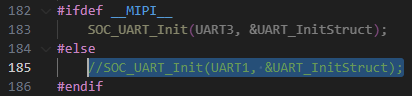 182 #ifdef __MIPI__
183 SOC_UART_Init(UART3, &UART_InitStruct);
184 #else
185 //SOC_UART_Init(UART1, &UART_InitStruct);
186 #endif